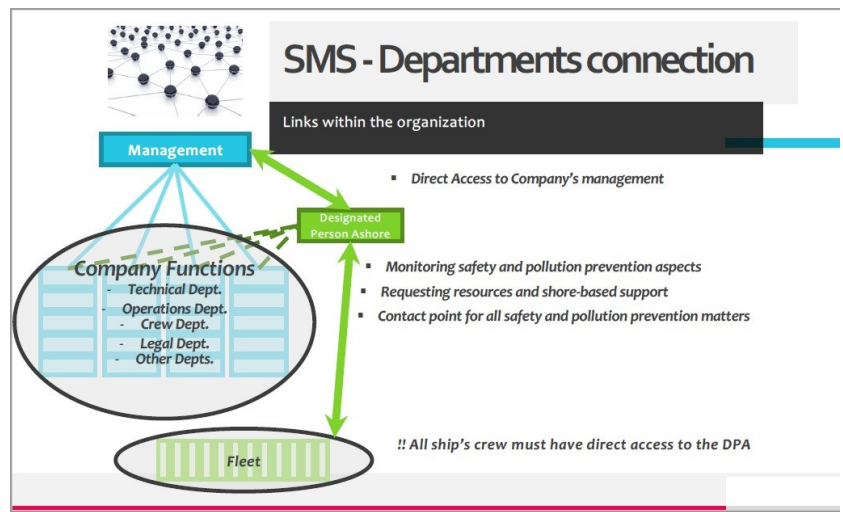 SMS - Departments connection
Links within the organization
Management
▪ Direct Access to Company's management
Designated
Person Ashore
Company Functions
- Technical Dept.
- Operations Dept.
- Crew Dept.
- Legal Dept.
- Other Depts.
▪ Monitoring safety and pollution prevention aspects
▪ Requesting resources and shore-based support
▪ Contact point for all safety and pollution prevention matters
!! All ship's crew must have direct access to the DPA
Fleet